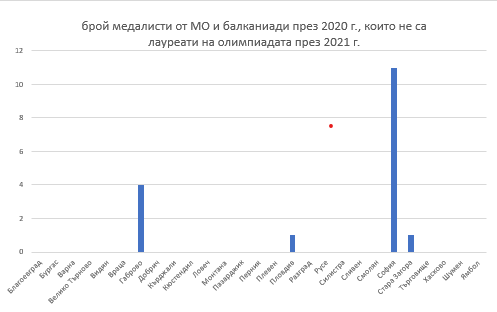 брой медалисти от МО и балканиади през 2020 г., които не са
лауреати на олимпиадата през 2021 г.
12
10
8
6
4
2
0
Благоевград
Бургас
Варна
Велико Търново
Видин
Враца
Габрово
Добрич
Кърджали
Кюстендил
Ловеч
Монтана
Пазарджик
Перник
Плевен
Пловдив
Разград
Русе
Силистра
Сливен
Смолян
София
Стара Загора
Търговище
Хасково
Шумен
Ямбол